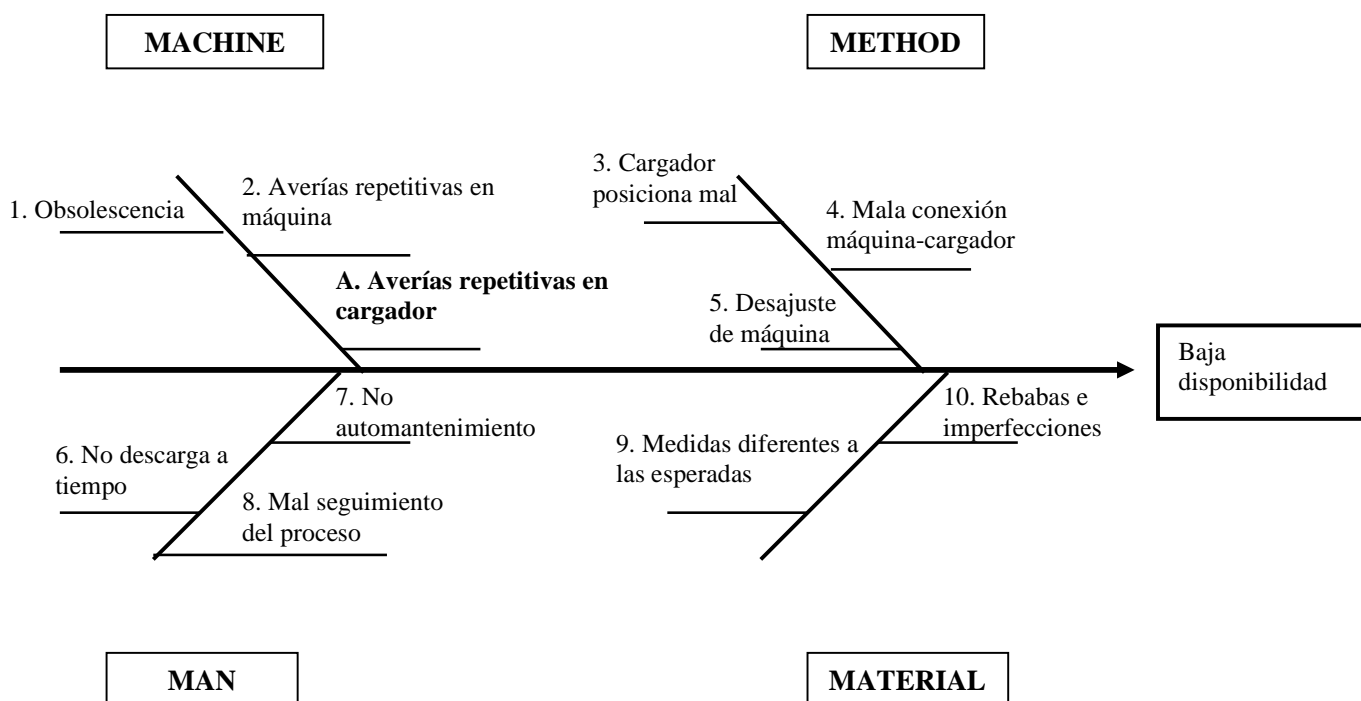 MACHINE
METHOD
3. Cargador
posiciona mal
2. Averías repetitivas en
máquina
1. Obsolescencia
4. Mala conexión
máquina-cargador
A. Averías repetitivas en
cargador
5. Desajuste
de máquina
Baja
disponibilidad
7. No
automantenimiento
10. Rebabas e
imperfecciones
6. No descarga a
tiempo
9. Medidas diferentes a
las esperadas
8. Mal seguimiento
del proceso
MAN
MATERIAL